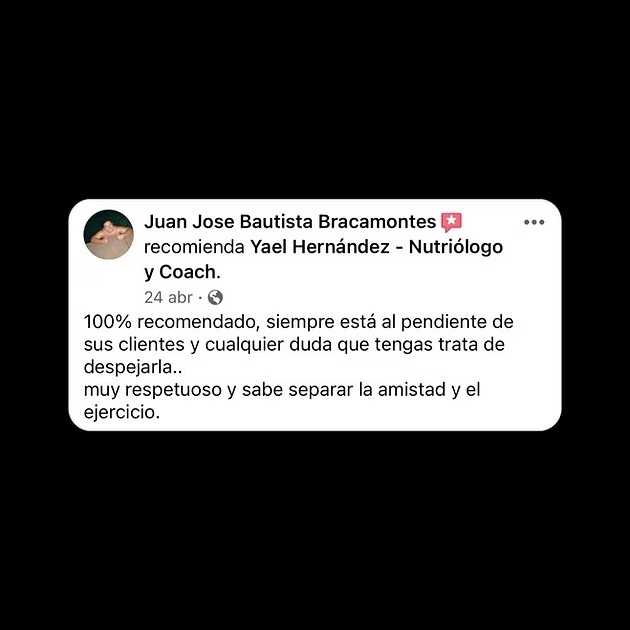 Juan Jose Bautista Bracamontes
recomienda Yael Hernández - Nutriólogo
y Coach.
24 abr ·
100% recomendado, siempre está al pendiente de
sus clientes y cualquier duda que tengas trata de
despejarla..
muy respetuoso y sabe separar la amistad y el
ejercicio.